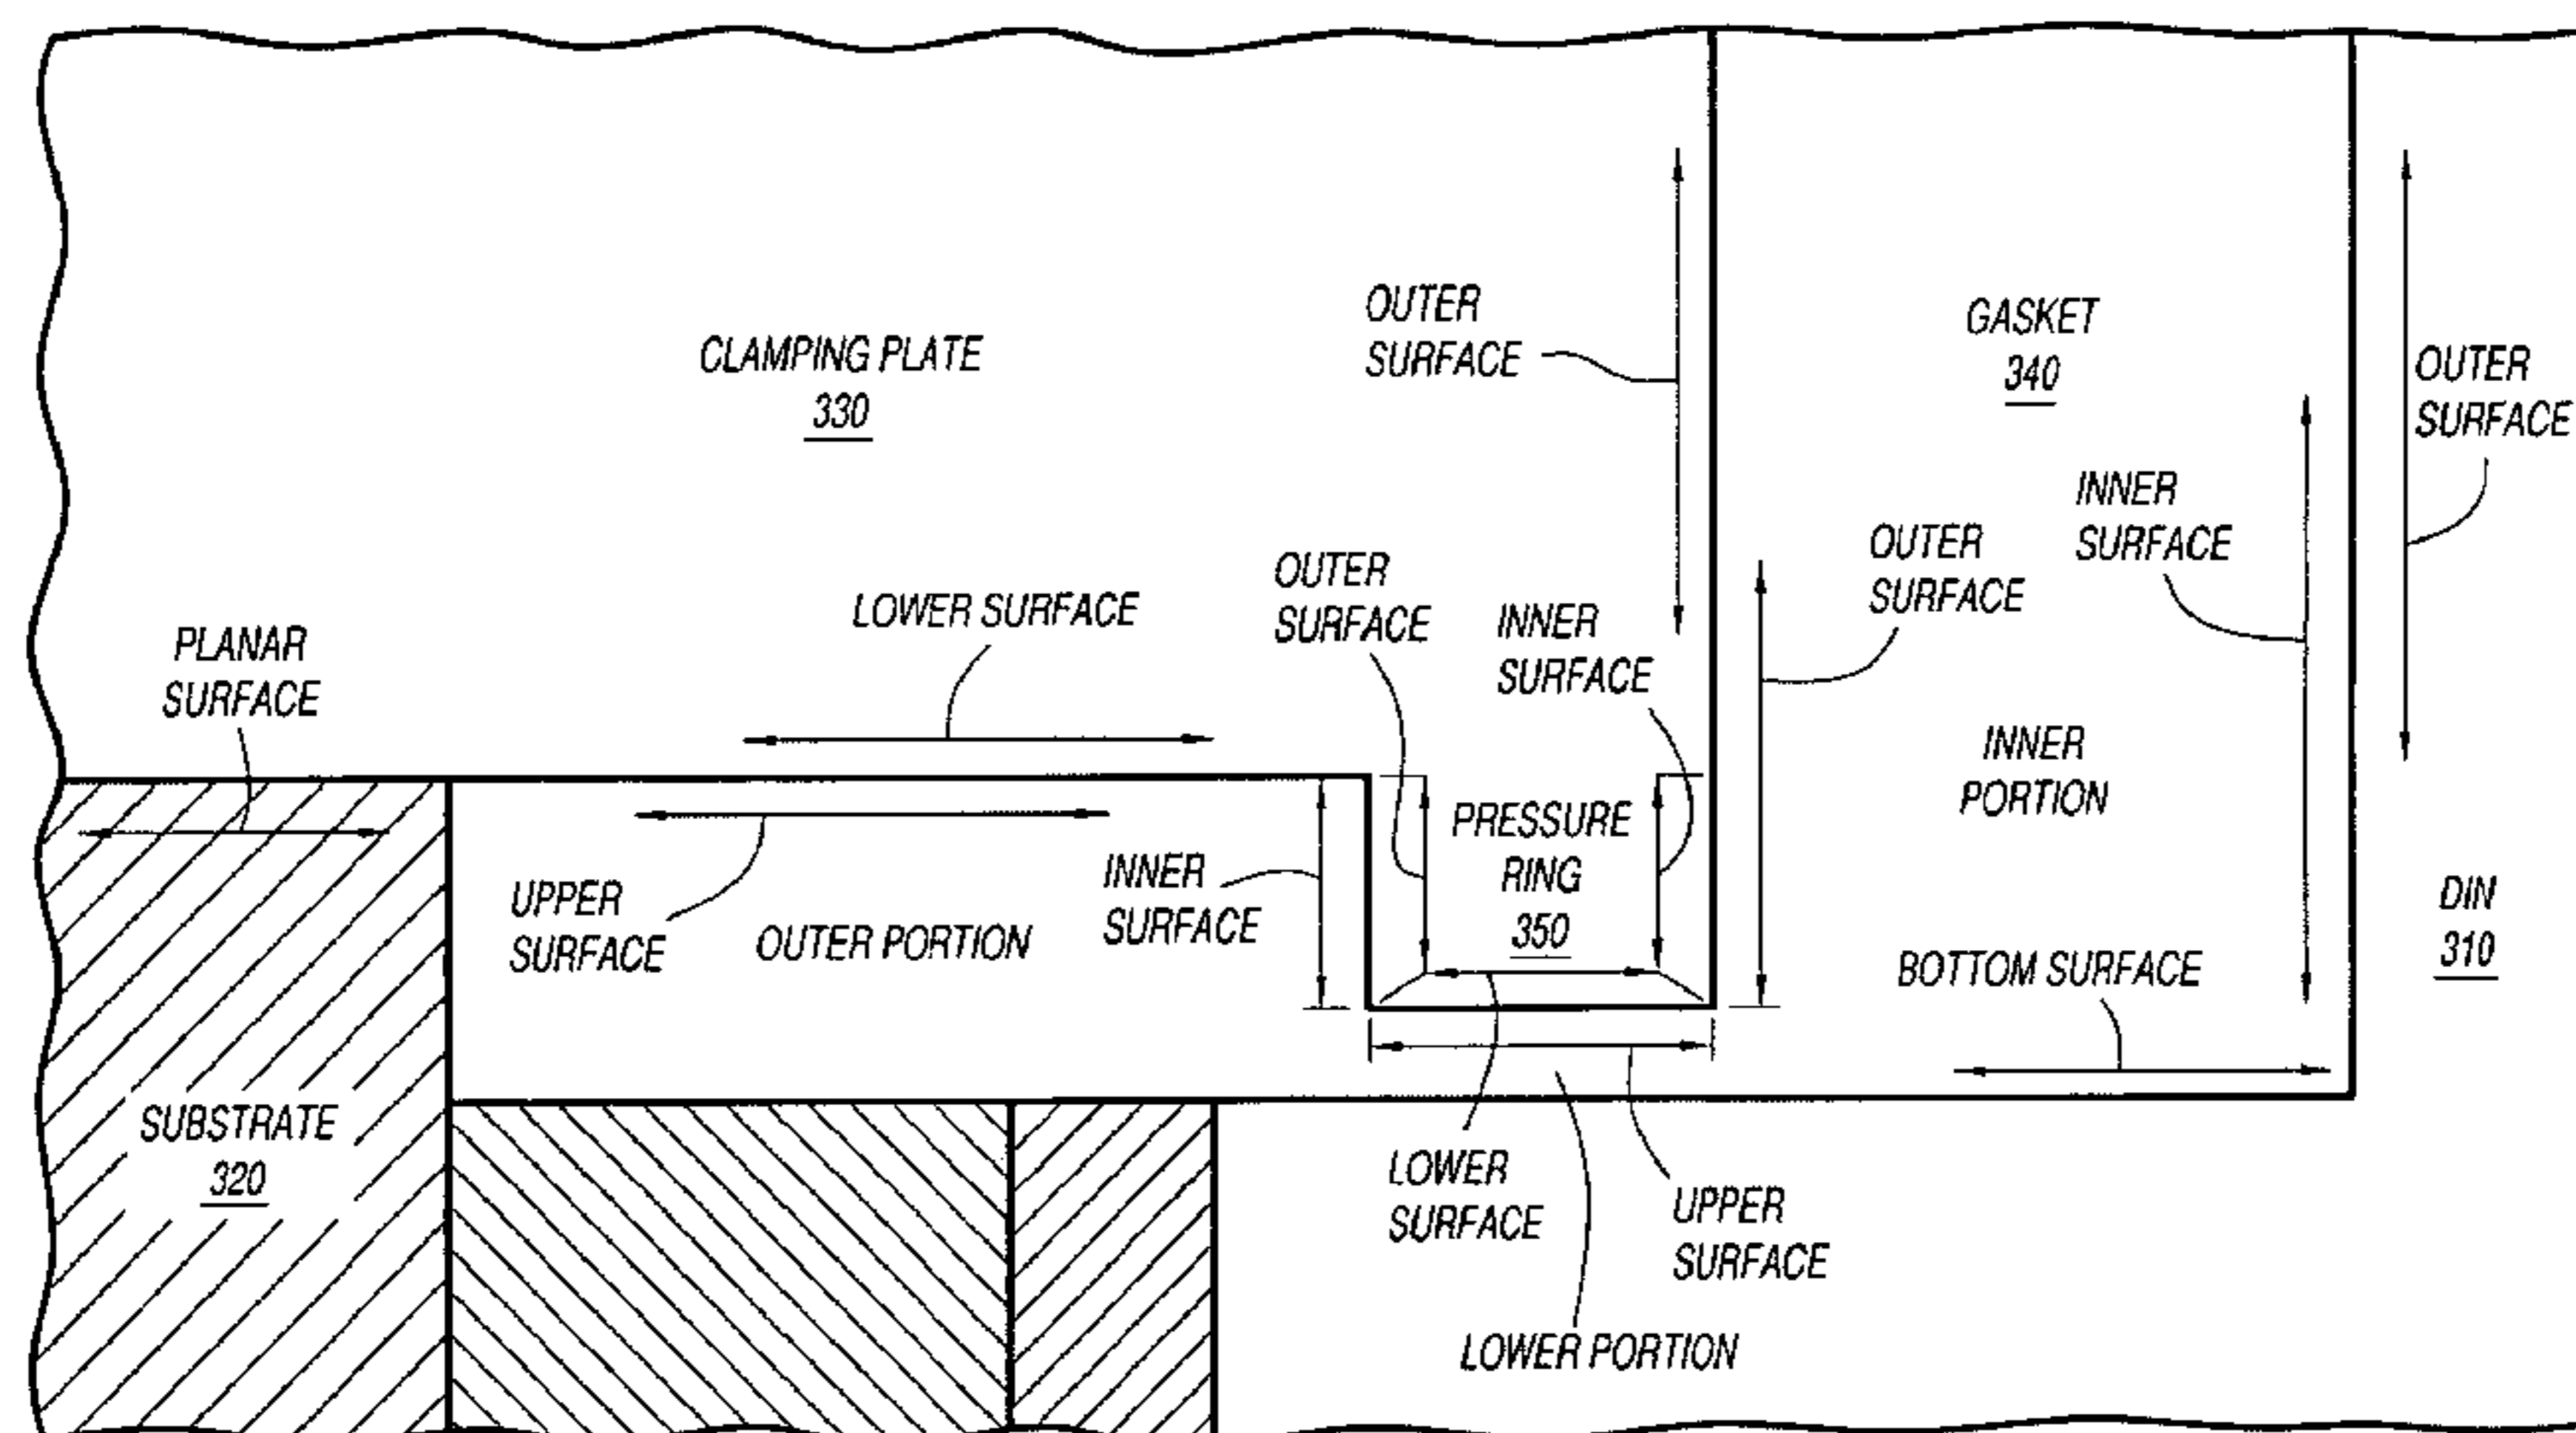 OUTER
SURFACE
GASKET
340
CLAMPING PLATE
330
OUTER
SURFACE
INNER
SURFACE
OUTER
SURFACE
OUTER
SURFACE
LOWER SURFACE
INNER
SURFACE
PLANAR
SURFACE
INNER
PORTION
PRESSURE
RING
350
INNER
SURFACE
UPPER
SURFACE
OUTER PORTION
DIN
310
BOTTOM SURFACE
SUBSTRATE
320
LOWER
SURFACE
UPPER
SURFACE
LOWER PORTION